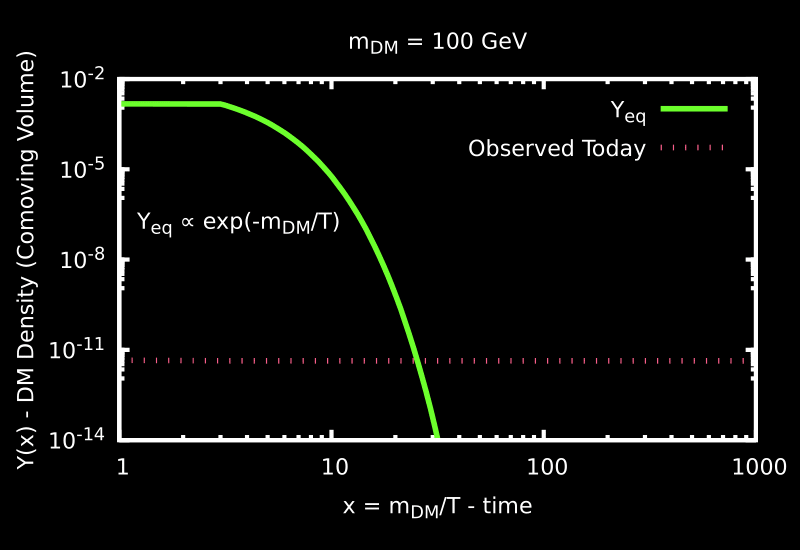 m_DM = 100 GeV
Y(x) - DM Density (Comoving Volume)
10^-2
10^-5
10^-8
10^-11
10^-14
Y_eq
Observed Today
Y_eq ∝ exp(-m_DM/T)
1 10 100 1000
x = m_DM/T - time